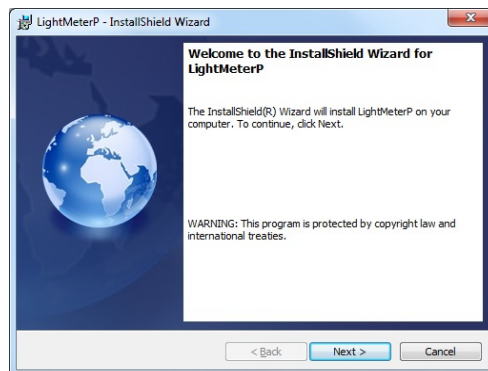 LightMeterP - InstallShield Wizard
Welcome to the InstallShield Wizard for
LightMeterP
The InstallShield(R) Wizard will install LightMeterP on your
computer. To continue, click Next.
WARNING: This program is protected by copyright law and
international treaties.
< Back
Next >
Cancel